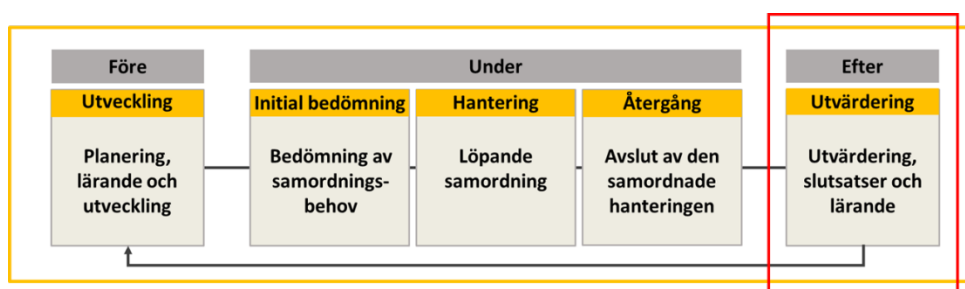 Före
Under
Efter
Utveckling
Initial bedömning
Hantering
Återgång
Utvärdering
Planering,
lärande och
utveckling
Bedömning av
samordnings-
behov
Löpande
samordning
Avslut av den
samordnade
hanteringen
Utvärdering,
slutsatser och
lärande